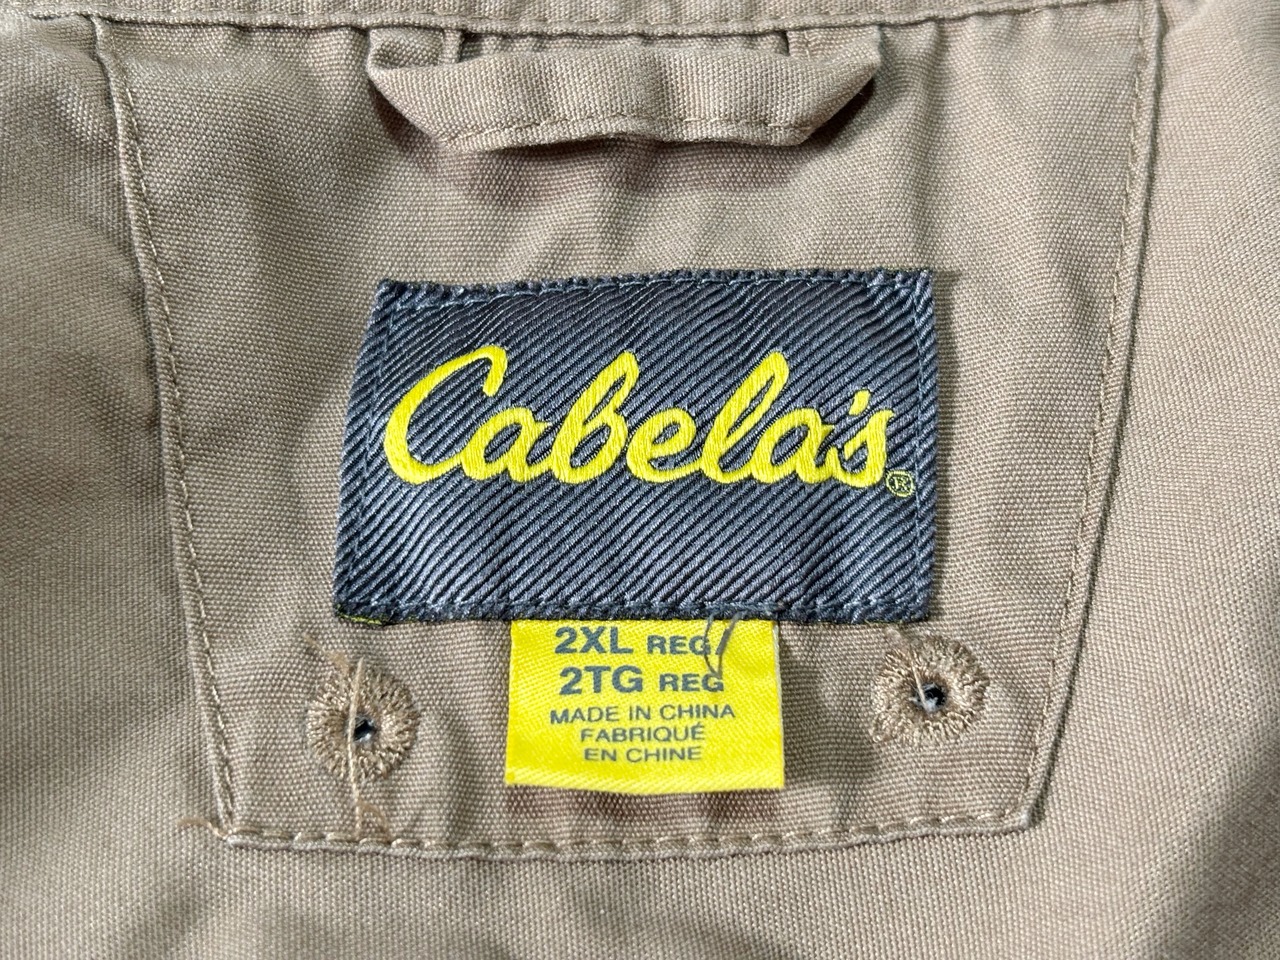 Cabela's®
2XL REG
2TG REG
MADE IN CHINA
FABRIQUÉ
EN CHINE